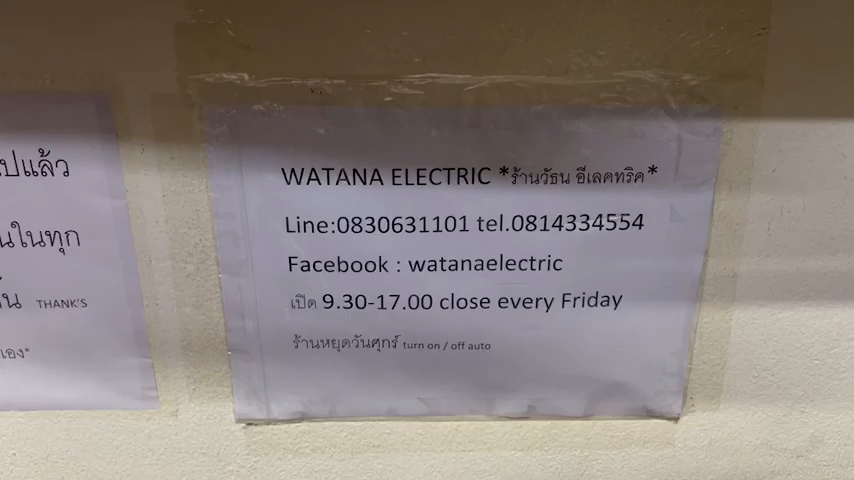 ปแล้ว
นในทุก
THANK'S
เอง*
WATANA ELECTRIC *ร้านวัธน อีเลคทริค*
Line:0830631101 tel.0814334554
Facebook : watanaelectric
เปิด 9.30-17.00 close every Friday
ร้านหยุดวันศุกร์ turn on / off auto